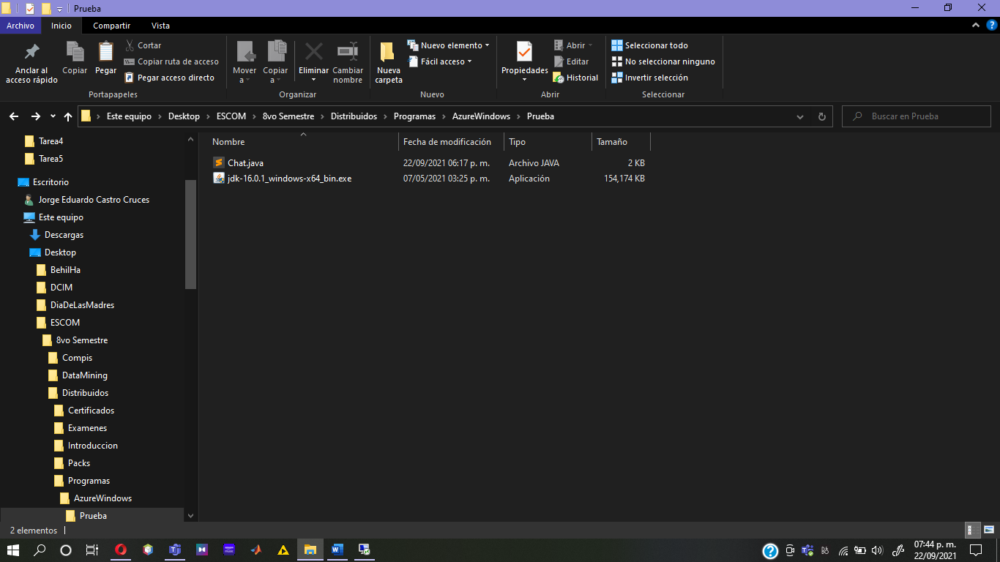 Prueba
Archivo Inicio Compartir Vista
Anclar al acceso rápido
Copiar
Pegar
Cortar
Copiar ruta de acceso
Pegar acceso directo
Portapapeles
Mover a
Copiar a
Eliminar
Cambiar nombre
Organizar
Nueva carpeta
Nuevo elemento
Fácil acceso
Nuevo
Propiedades
Abrir
Editar
Historial
Abrir
Seleccionar todo
No seleccionar ninguno
Invertir selección
Seleccionar
Este equipo > Desktop > ESCOM > 8vo Semestre > Distribuidos > Programas > AzureWindows > Prueba
Buscar en Prueba
Tarea4
Tarea5
Escritorio
Jorge Eduardo Castro Cruces
Este equipo
Descargas
Desktop
BehilHa
DCIM
DiaDeLasMadres
ESCOM
8vo Semestre
Compis
DataMining
Distribuidos
Certificados
Examenes
Introduccion
Packs
Programas
AzureWindows
Prueba
Nombre Fecha de modificación Tipo Tamaño
Chat.java 22/09/2021 06:17 p. m. Archivo JAVA 2 KB
jdk-16.0.1_windows-x64_bin.exe 07/05/2021 03:25 p. m. Aplicación 154,174 KB
2 elementos
07:44 p. m.
22/09/2021